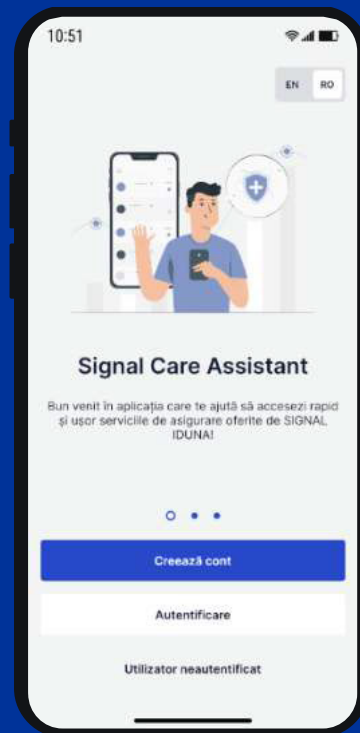 10:51
EN RO
Signal Care Assistant
Bun venit în aplicația care te ajută să accesezi rapid
și ușor serviciile de asigurare oferite de SIGNAL
IDUNA!
Creează cont
Autentificare
Utilizator neautentificat